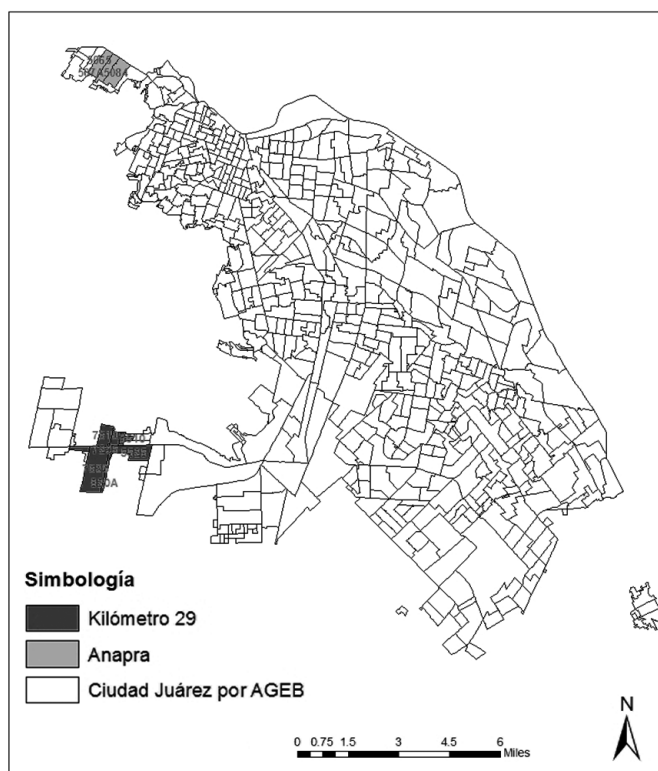 Simbología
Kilómetro 29
Anapra
Ciudad Juárez por AGEB
N
0 0.75 1.5 3 4.5 6
Miles